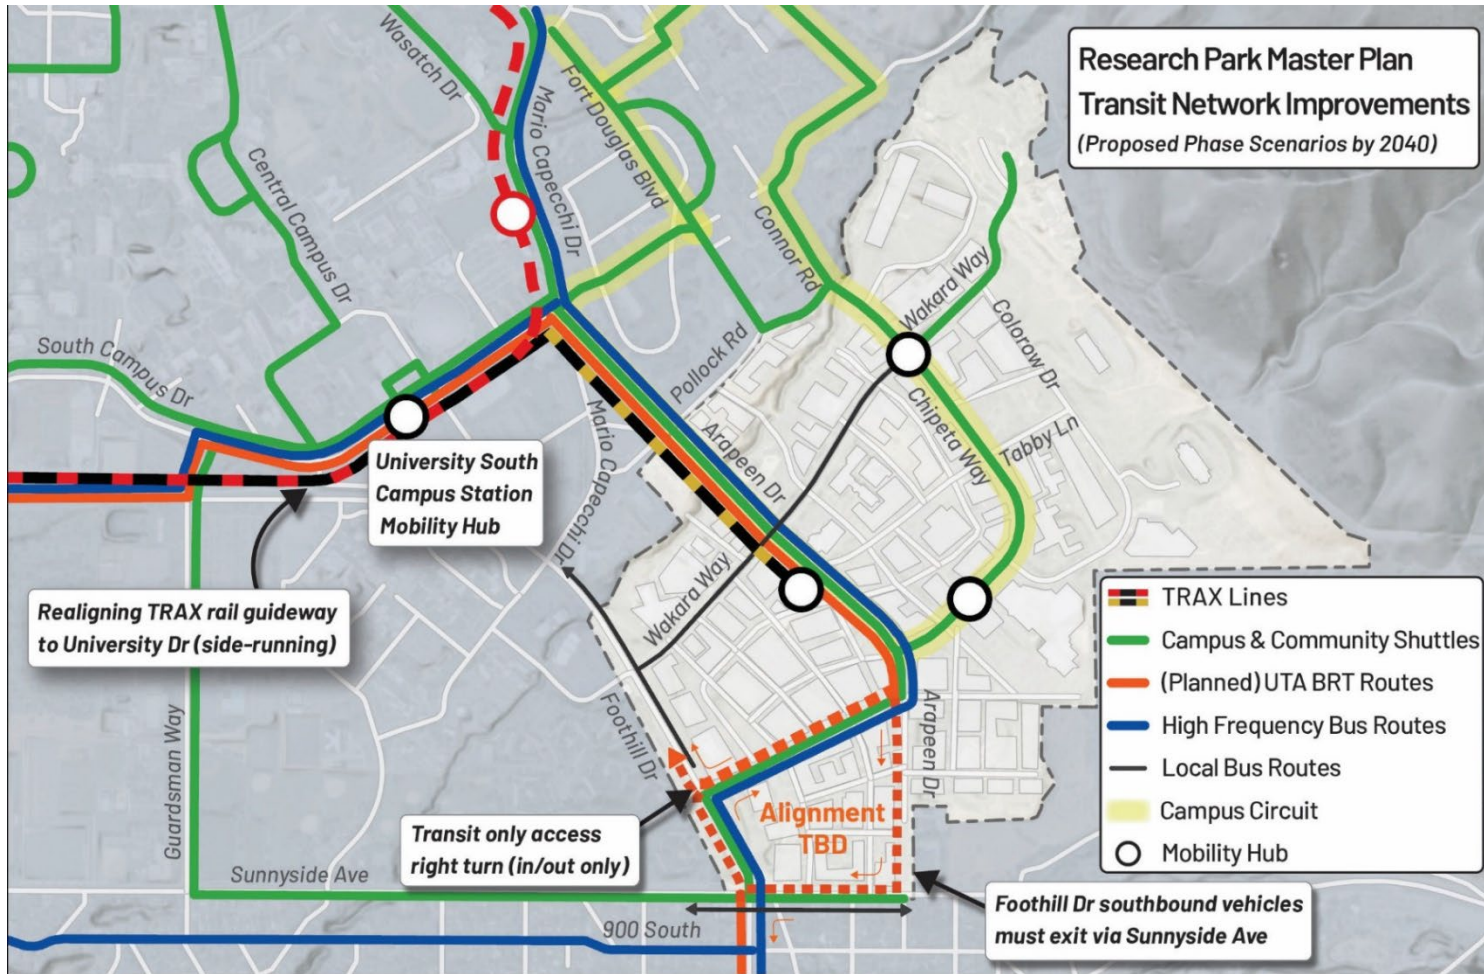 Research Park Master Plan
Transit Network Improvements
(Proposed Phase Scenarios by 2040)
Wasatch Dr
Mario Capecchi Dr
Fort Douglas Blvd
Central Campus Dr
Connor Rd
Wakara Way
Colorow Dr
South Campus Dr
Pollock Rd
Mario Capecchi Dr
Arapeen Dr
Chipeta Way
Tabby Ln
University South
Campus Station
Mobility Hub
Realigning TRAX rail guideway
to University Dr (side-running)
Wakara Way
Foothill Dr
Arapeen Dr
Guardsman Way
TRAX Lines
Campus & Community Shuttles
(Planned) UTA BRT Routes
High Frequency Bus Routes
Local Bus Routes
Campus Circuit
Mobility Hub
Alignment
TBD
Transit only access
right turn (in/out only)
Sunnyside Ave
900 South
Foothill Dr southbound vehicles
must exit via Sunnyside Ave